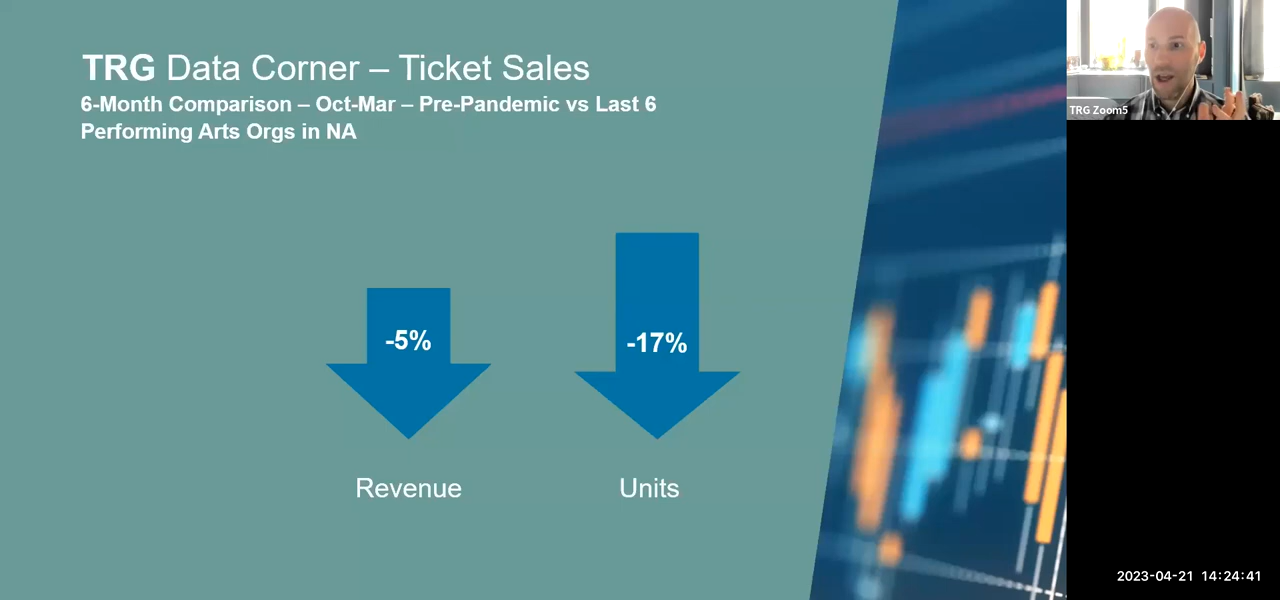 TRG Data Corner – Ticket Sales
6-Month Comparison – Oct-Mar – Pre-Pandemic vs Last 6
Performing Arts Orgs in NA
-5%
-17%
Revenue
Units
TRG Zoom5
2023-04-21 14:24:41